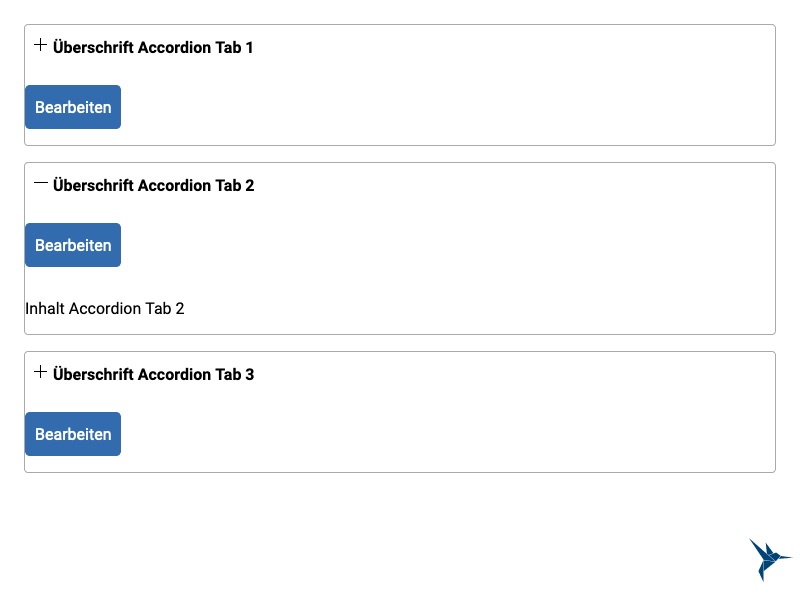 Überschrift Accordion Tab 1
Bearbeiten
Überschrift Accordion Tab 2
Bearbeiten
Inhalt Accordion Tab 2
Überschrift Accordion Tab 3
Bearbeiten